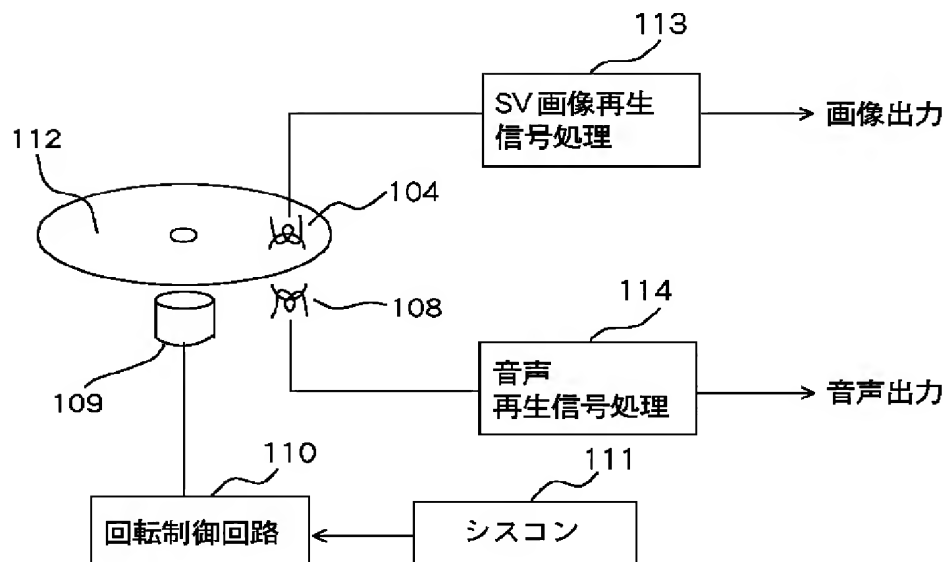 113
SV画像再生
信号処理
画像出力
112
104
108
114
音声
再生信号処理
音声出力
109
110
111
回転制御回路
シスコン